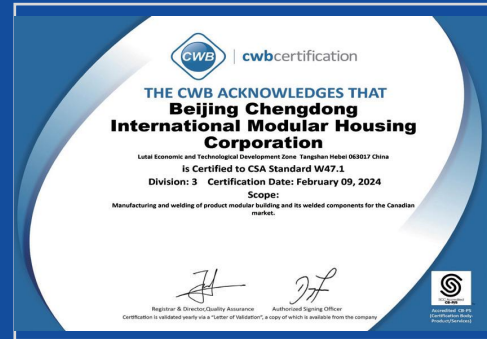 CWB | cwbcertification
THE CWB ACKNOWLEDGES THAT
Beijing Chengdong
International Modular Housing
Corporation
Lutai Economic and Technological Development Zone Tangshan Hebei 063017 China
is Certified to CSA Standard W47.1
Division: 3 Certification Date: February 09, 2024
Scope:
Manufacturing and welding of product modular building and its welded components for the Canadian
market.
Registrar & Director,Quality Assurance Authorized Signing Officer
Certification is validated yearly via a "Letter of Validation", a copy of which is available from the company
SCC Accredited
CB-PS
Accredited CB-PS
(Certification Body-
Product/Services)